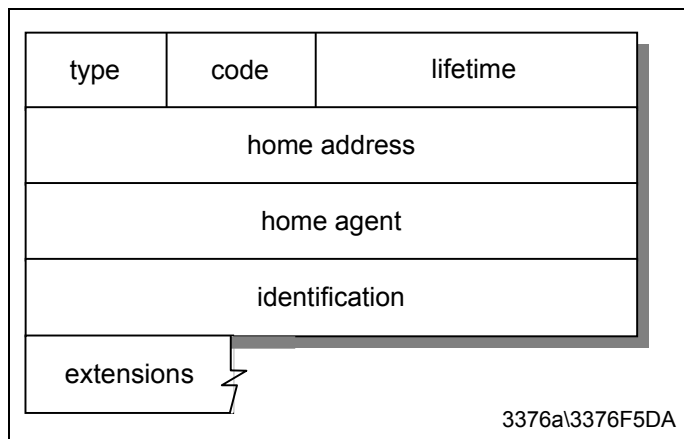 type code lifetime
home address
home agent
identification
extensions
3376a\3376F5DA